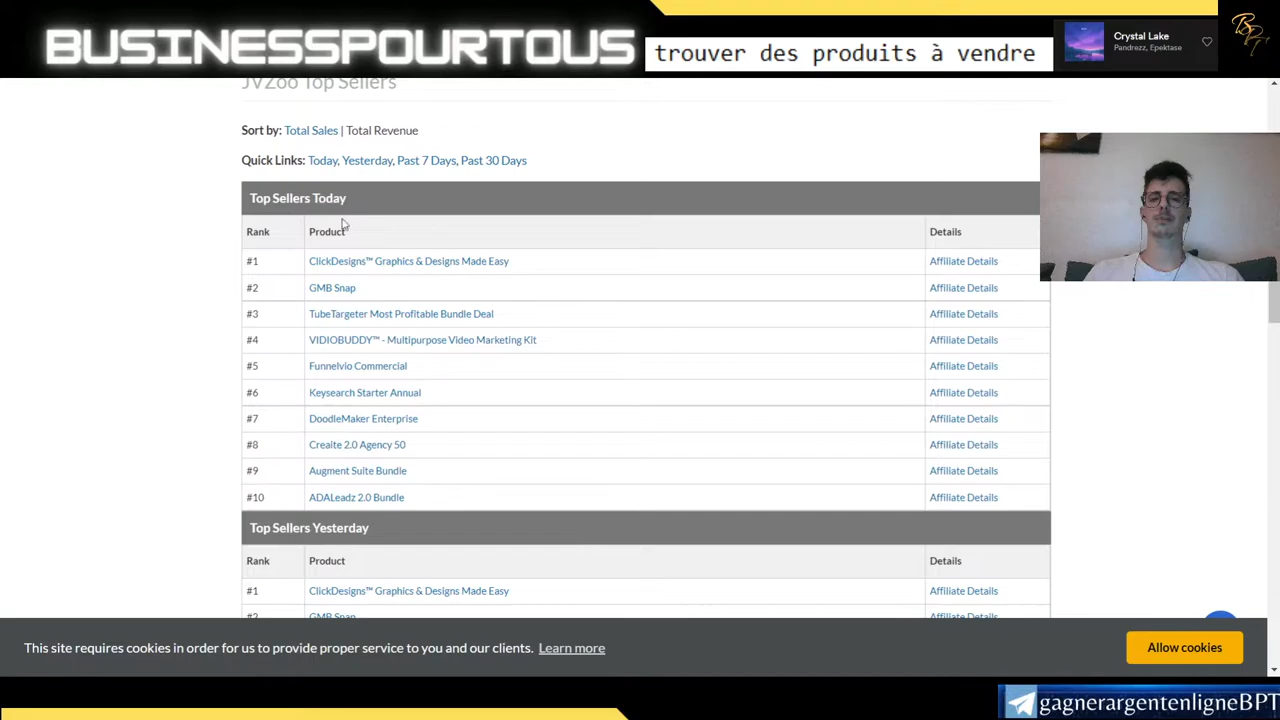 BUSINESSPOURTOUS
trouver des produits à vendre
Crystal Lake
Pandrezz, Epektase
JVZoo Top Sellers
Sort by: Total Sales | Total Revenue
Quick Links: Today, Yesterday, Past 7 Days, Past 30 Days
Top Sellers Today
Rank Product Details
#1 ClickDesigns™ Graphics & Designs Made Easy Affiliate Details
#2 GMB Snap Affiliate Details
#3 TubeTargeter Most Profitable Bundle Deal Affiliate Details
#4 VIDIOBUDDY™ - Multipurpose Video Marketing Kit Affiliate Details
#5 Funnelvio Commercial Affiliate Details
#6 Keysearch Starter Annual Affiliate Details
#7 DoodleMaker Enterprise Affiliate Details
#8 Creaite 2.0 Agency 50 Affiliate Details
#9 Augment Suite Bundle Affiliate Details
#10 ADALeadz 2.0 Bundle Affiliate Details
Top Sellers Yesterday
Rank Product Details
#1 ClickDesigns™ Graphics & Designs Made Easy Affiliate Details
#2 GMB Snap Affiliate Details
This site requires cookies in order for us to provide proper service to you and our clients. Learn more
Allow cookies
gagnerargentenligneBPT